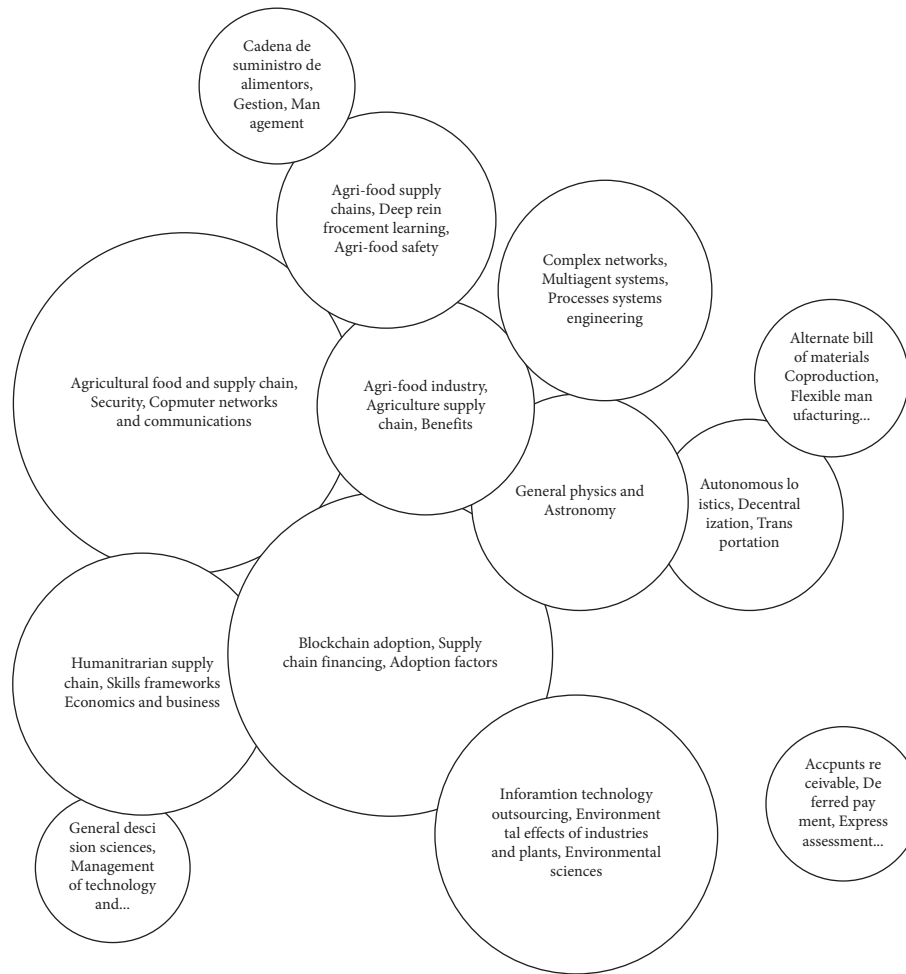 Cadena de
suministro de
alimentors,
Gestion, Man
agement
Agri-food supply
chains, Deep rein
frocement learning,
Agri-food safety
Complex networks,
Multiagent systems,
Processes systems
engineering
Alternate bill
of materials
Coproduction,
Flexible man
ufacturing...
Agricultural food and supply chain,
Security, Copmuter networks
and communications
Agri-food industry,
Agriculture supply
chain, Benefits
General physics and
Astronomy
Autonomous lo
istics, Decentral
ization, Trans
portation
Humanitrarian supply
chain, Skills frameworks
Economics and business
Blockchain adoption, Supply
chain financing, Adoption factors
Inforamtion technology
outsourcing, Environment
tal effects of industries
and plants, Environmental
sciences
Accpunts re
ceivable, De
ferred pay
ment, Express
assessment...
General desci
sion sciences,
Management
of technology
and...